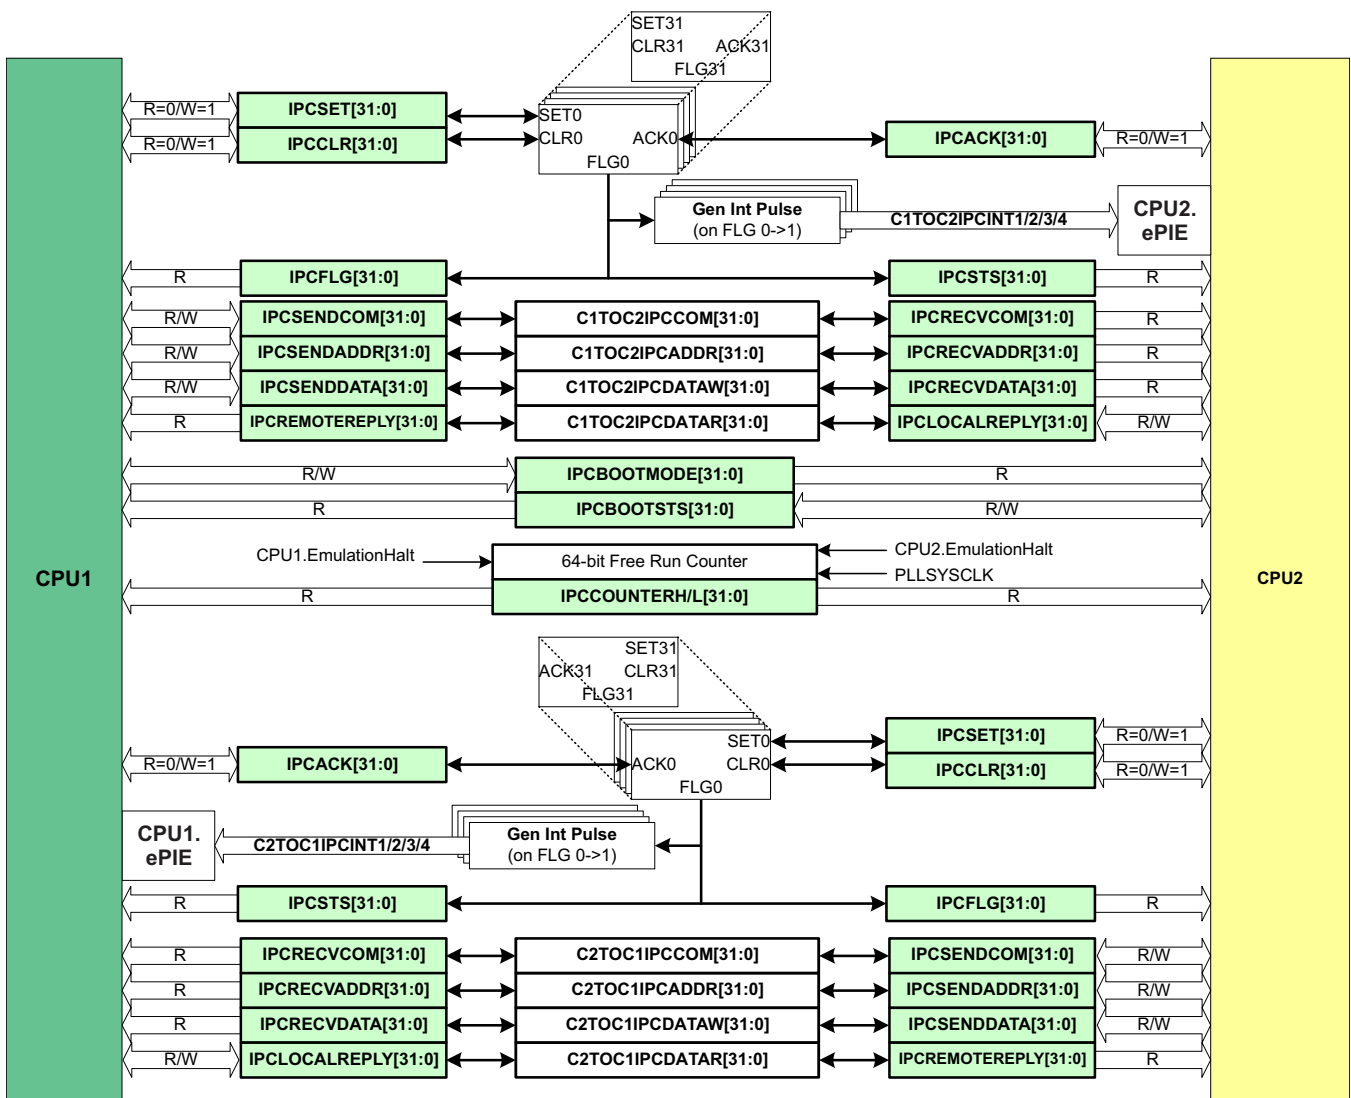 SET31
CLR31 ACK31
FLG31
R=0/W=1 IPCSET[31:0] SET0
R=0/W=1 IPCCLR[31:0] CLR0 ACK0 IPCACK[31:0] R=0/W=1
FLG0
Gen Int Pulse
(on FLG 0->1)
C1TOC2IPCINT1/2/3/4
CPU2.
ePIE
R IPCFLG[31:0] IPCSTS[31:0] R
R/W IPCSENDCOM[31:0] C1TOC2IPCCOM[31:0] IPCRECVCOM[31:0] R
R/W IPCSENDADDR[31:0] C1TOC2IPCADDR[31:0] IPCRECVADDR[31:0] R
R/W IPCSENDDATA[31:0] C1TOC2IPCDATAW[31:0] IPCRECVDATA[31:0] R
R IPCREMOTEREPLY[31:0] C1TOC2IPCDATAR[31:0] IPCLOCALREPLY[31:0] R/W
R/W IPCBOOTMODE[31:0] R
R IPCBOOTSTS[31:0] R/W
CPU1.EmulationHalt 64-bit Free Run Counter CPU2.EmulationHalt
PLLSYSCLK
CPU1
CPU2
R IPCCOUNTERH/L[31:0] R
SET31
ACK31 CLR31
FLG31
SET0 IPCSET[31:0] R=0/W=1
R=0/W=1 IPCACK[31:0] ACK0 CLR0 IPCCLR[31:0] R=0/W=1
FLG0
CPU1.
ePIE
C2TOC1IPCINT1/2/3/4
Gen Int Pulse
(on FLG 0->1)
R IPCSTS[31:0] IPCFLG[31:0] R
R IPCRECVCOM[31:0] C2TOC1IPCCOM[31:0] IPCSENDCOM[31:0] R/W
R IPCRECVADDR[31:0] C2TOC1IPCADDR[31:0] IPCSENDADDR[31:0] R/W
R IPCRECVDATA[31:0] C2TOC1IPCDATAW[31:0] IPCSENDDATA[31:0] R/W
R/W IPCLOCALREPLY[31:0] C2TOC1IPCDATAR[31:0] IPCREMOTEREPLY[31:0] R